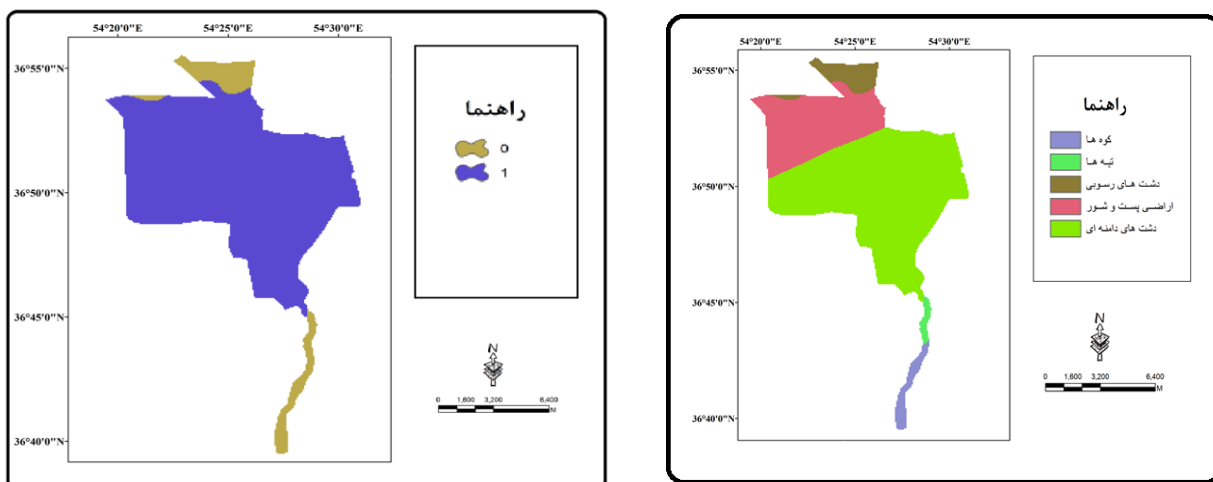 54°20'0"E 54°25'0"E 54°30'0"E
36°55'0"N
36°50'0"N
36°45'0"N
36°40'0"N
راهنما
0
1
N
0 1,600 3,200 6,400
M
54°20'0"E 54°25'0"E 54°30'0"E
36°55'0"N
36°50'0"N
36°45'0"N
36°40'0"N
راهنما
کوه ها
تپه ها
دشت های رسوبی
اراضی پست و شور
دشت های دامنه ای
N
0 1,600 3,200 6,400
M